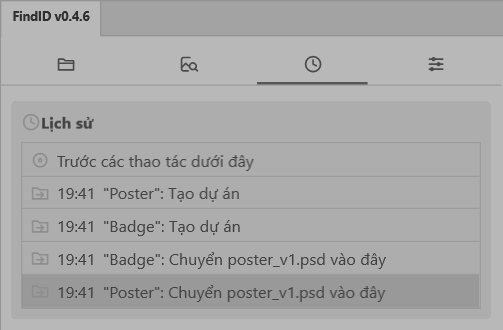 FindID v0.4.6
Lịch sử
Trước các thao tác dưới đây
19:41 "Poster": Tạo dự án
19:41 "Badge": Tạo dự án
19:41 "Badge": Chuyển poster_v1.psd vào đây
19:41 "Poster": Chuyển poster_v1.psd vào đây